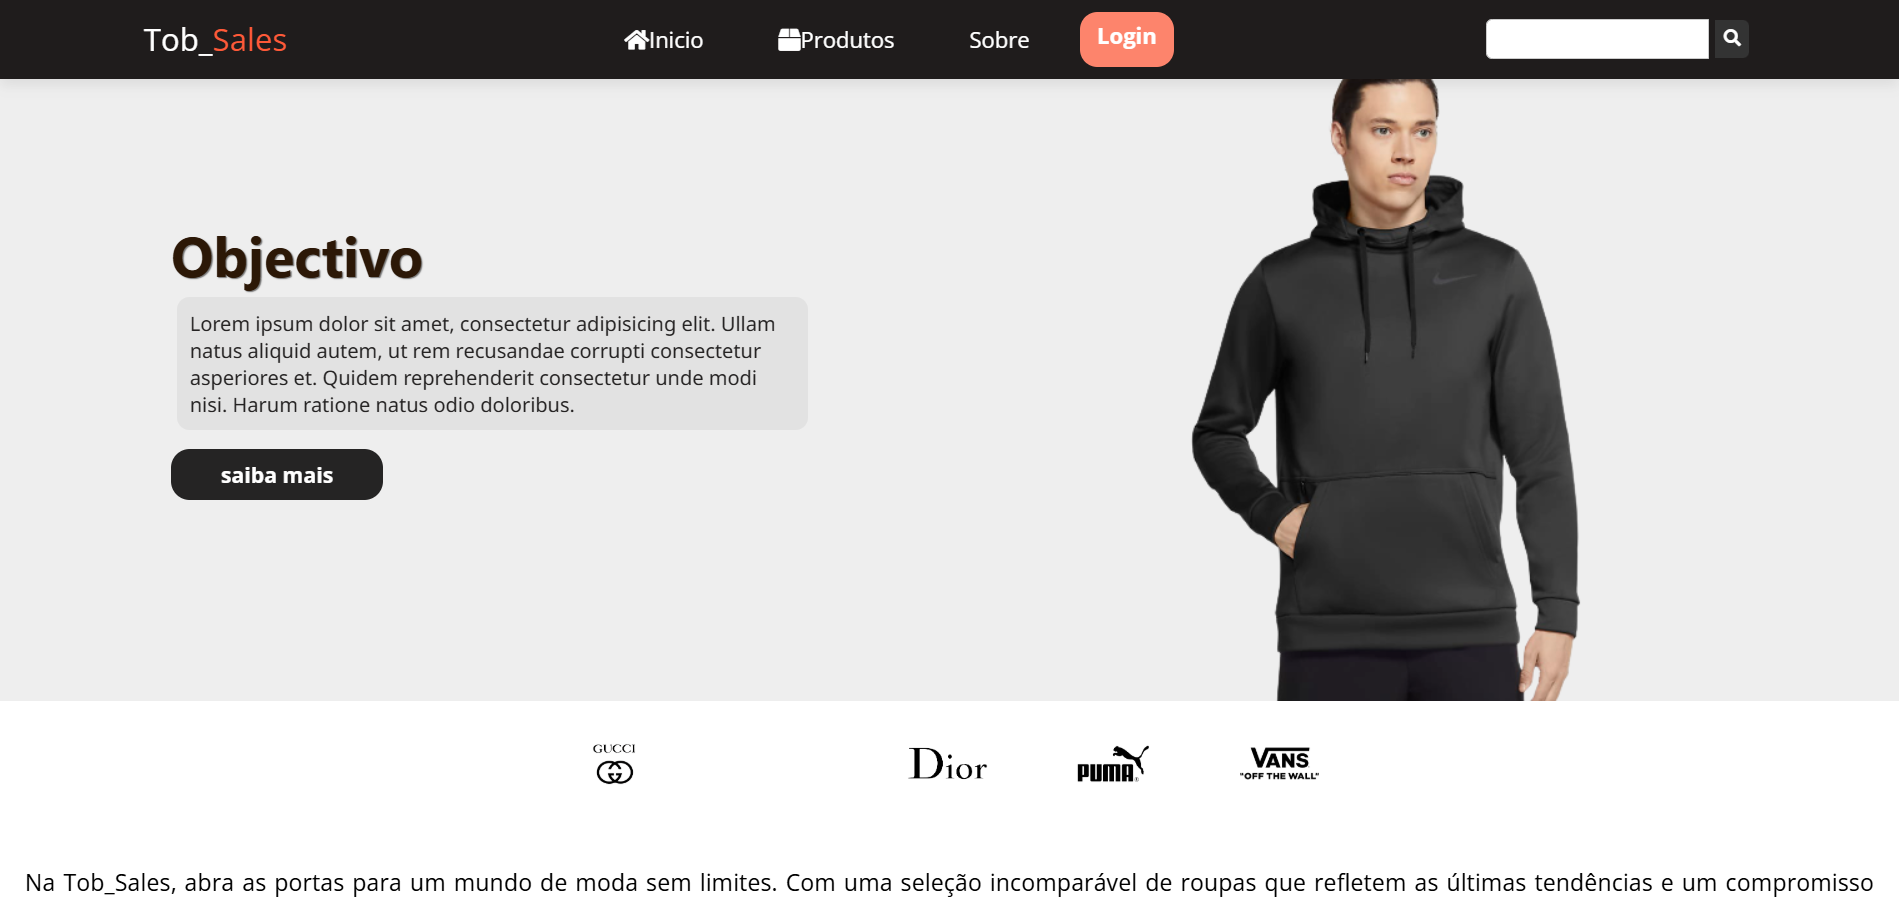 Tob_Sales
Inicio
Produtos
Sobre
Login
Objectivo
Lorem ipsum dolor sit amet, consectetur adipisicing elit. Ullam
natus aliquid autem, ut rem recusandae corrupti consectetur
asperiores et. Quidem reprehenderit consectetur unde modi
nisi. Harum ratione natus odio doloribus.
saiba mais
GUCCI
Dior
PUMA
VANS
"OFF THE WALL"
Na Tob_Sales, abra as portas para um mundo de moda sem limites. Com uma seleção incomparável de roupas que refletem as últimas tendências e um compromisso